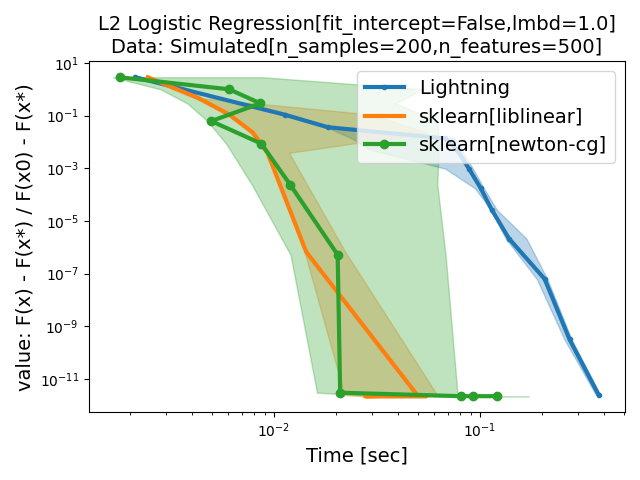 L2 Logistic Regression[fit_intercept=False,lmbd=1.0]
Data: Simulated[n_samples=200,n_features=500]
value: F(x) - F(x*) / F(x0) - F(x*)
10^1
10^-1
10^-3
10^-5
10^-7
10^-9
10^-11
Lightning
sklearn[liblinear]
sklearn[newton-cg]
10^-2
10^-1
Time [sec]